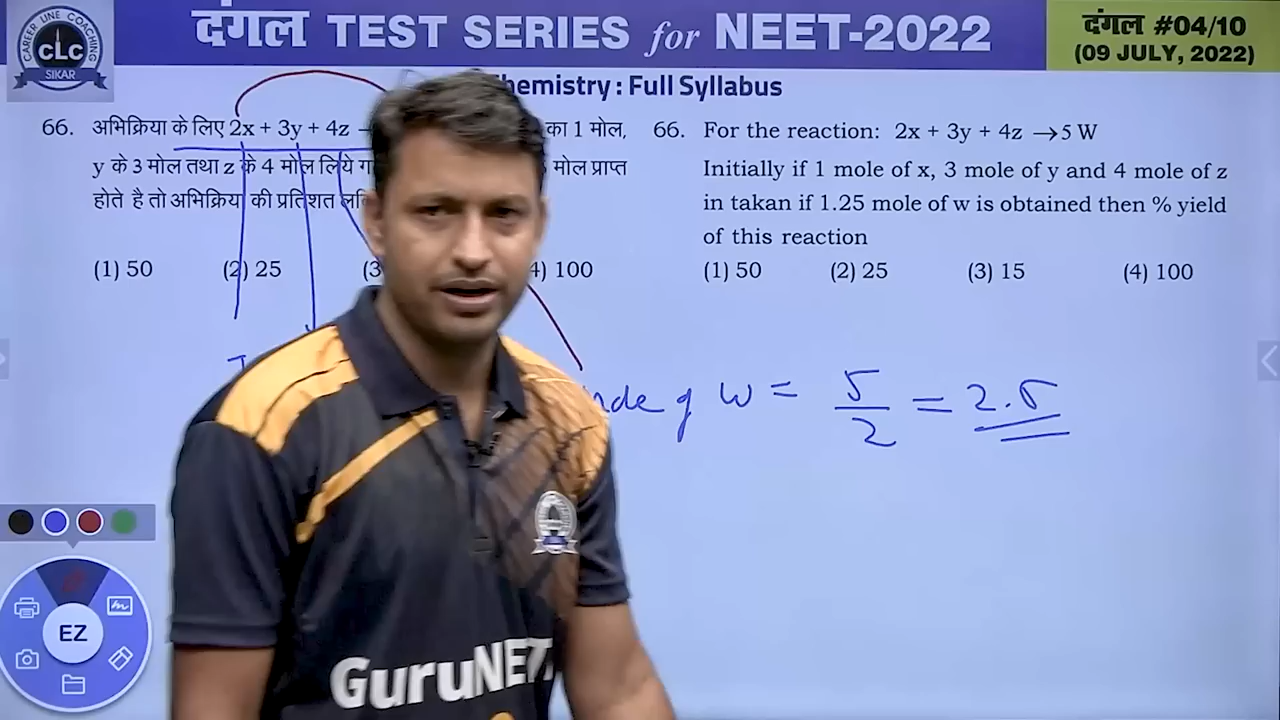 दंगल TEST SERIES for NEET-2022
दंगल #04/10
(09 JULY, 2022)
CAREER LINE COACHING
CLC
SIKAR
Chemistry : Full Syllabus
66. अभिक्रिया के लिए 2x + 3y + 4z → का 1 मोल,
y के 3 मोल तथा z के 4 मोल लिये मोल प्राप्त
होते है तो अभिक्रिया की प्रतिशत
(1) 50 (2) 25 (3 4) 100
66. For the reaction: 2x + 3y + 4z →5 W
Initially if 1 mole of x, 3 mole of y and 4 mole of z
in takan if 1.25 mole of w is obtained then % yield
of this reaction
(1) 50 (2) 25 (3) 15 (4) 100
of w = 5/2 = 2.5
EZ
GuruNEET